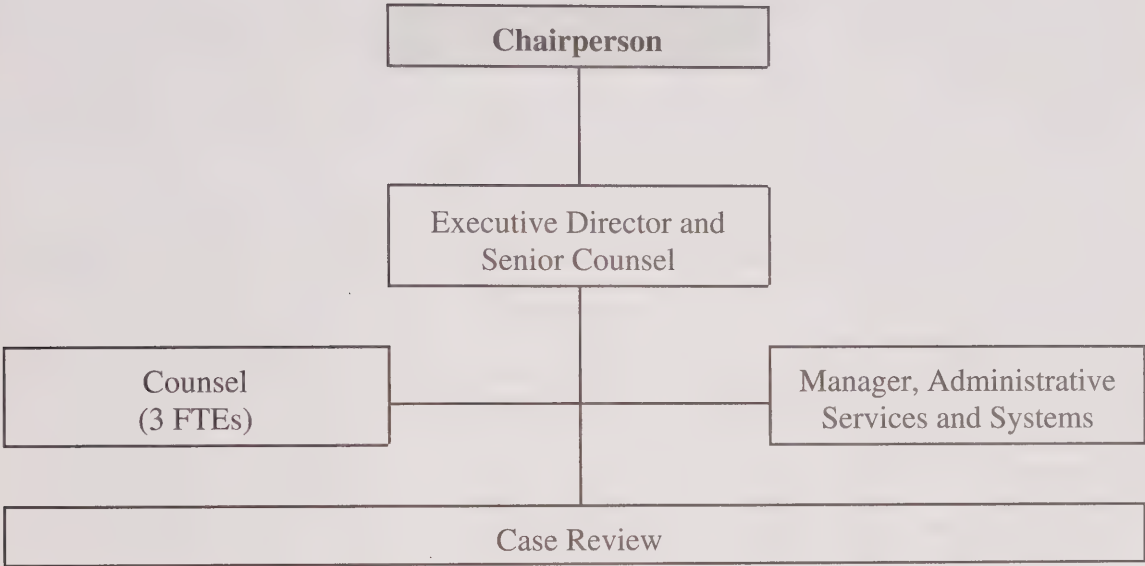 Chairperson
Executive Director and
Senior Counsel
Counsel
(3 FTEs)
Manager, Administrative
Services and Systems
Case Review